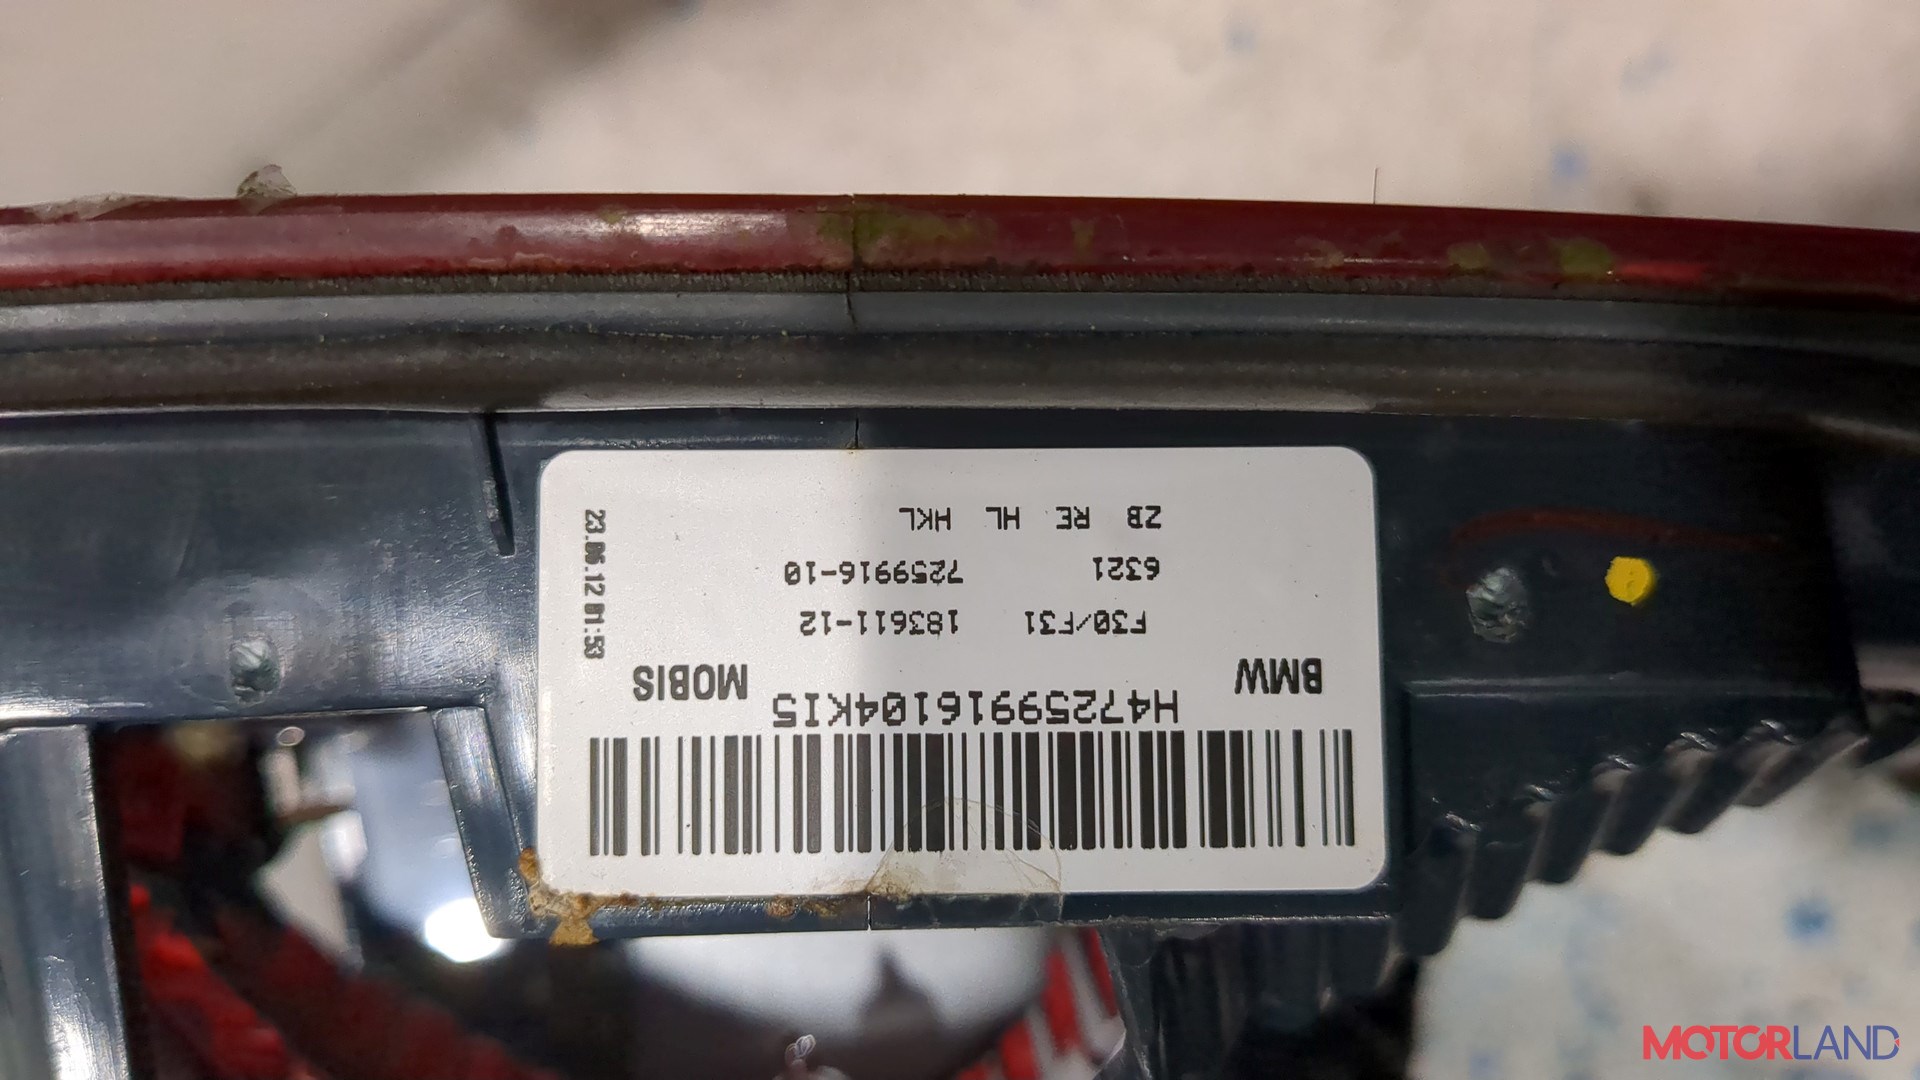 BMW MOBIS
H47259916104KI5
F30/F31 183611-12
6321 7259916-10
ZB RE HL HKL
23.06.12 01:53
MOTORLAND